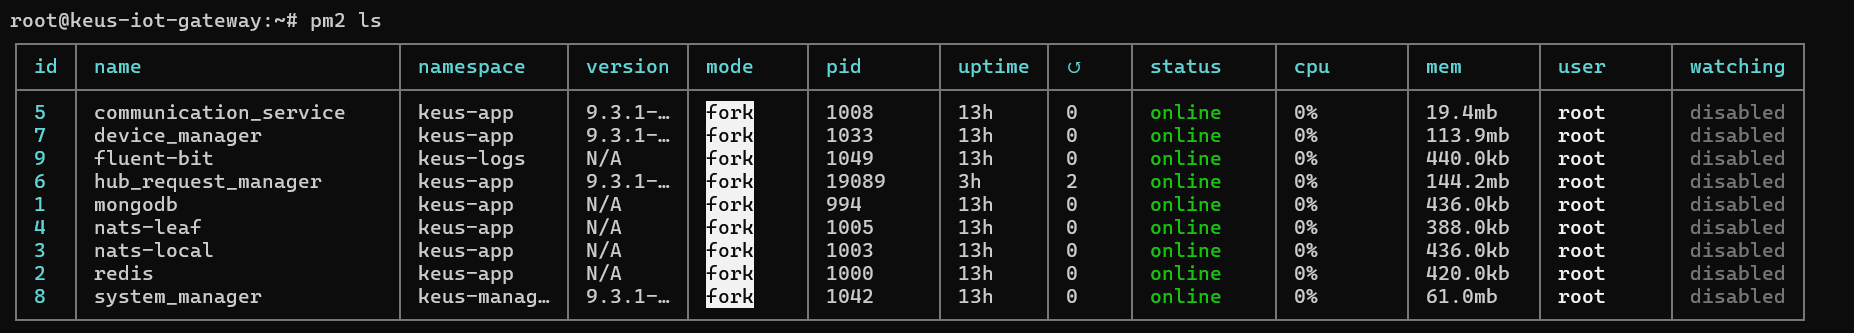 root@keus-iot-gateway:~# pm2 ls
id name namespace version mode pid uptime ↺ status cpu mem user watching
5 communication_service keus-app 9.3.1-… fork 1008 13h 0 online 0% 19.4mb root disabled
7 device_manager keus-app 9.3.1-… fork 1033 13h 0 online 0% 113.9mb root disabled
9 fluent-bit keus-logs N/A fork 1049 13h 0 online 0% 440.0kb root disabled
6 hub_request_manager keus-app 9.3.1-… fork 19089 3h 2 online 0% 144.2mb root disabled
1 mongodb keus-app N/A fork 994 13h 0 online 0% 436.0kb root disabled
4 nats-leaf keus-app N/A fork 1005 13h 0 online 0% 388.0kb root disabled
3 nats-local keus-app N/A fork 1003 13h 0 online 0% 436.0kb root disabled
2 redis keus-app N/A fork 1000 13h 0 online 0% 420.0kb root disabled
8 system_manager keus-manag… 9.3.1-… fork 1042 13h 0 online 0% 61.0mb root disabled